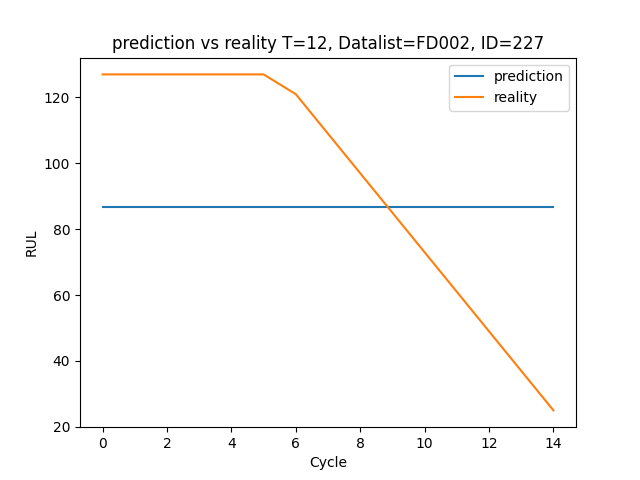 prediction vs reality T=12, Datalist=FD002, ID=227
prediction
reality
120
100
80
60
40
20
RUL
0 2 4 6 8 10 12 14
Cycle